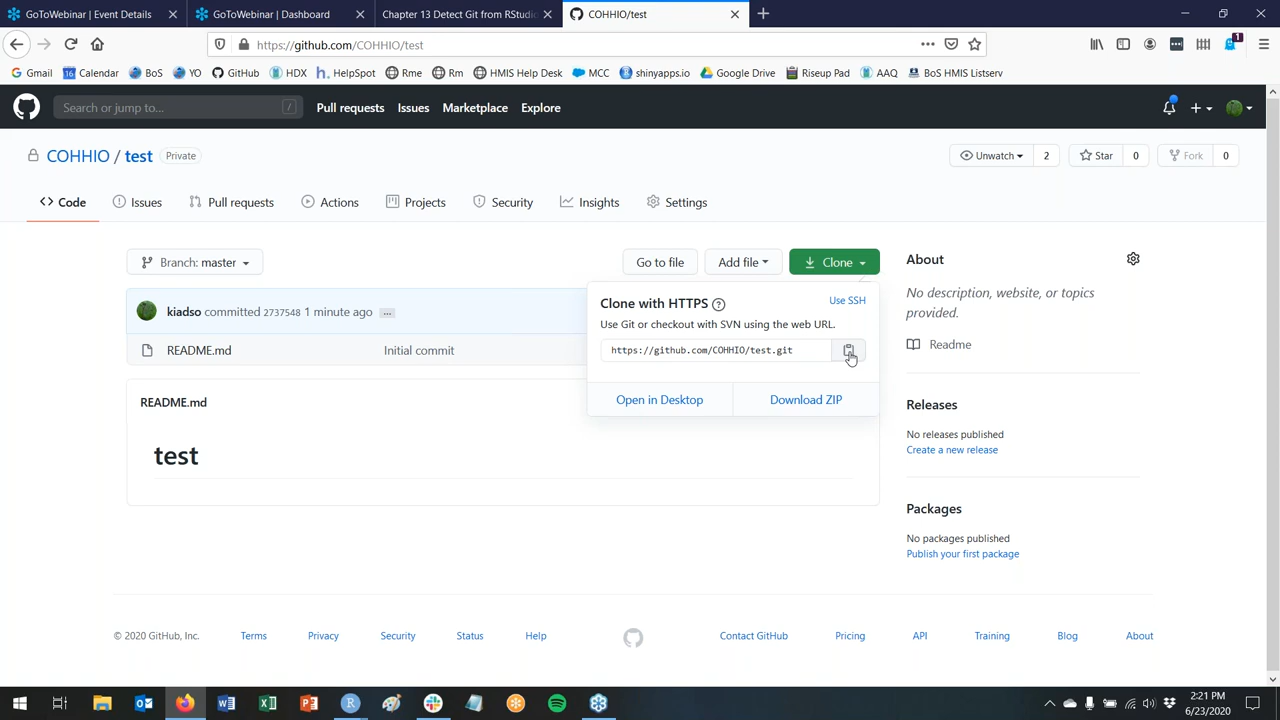 GoToWebinar | Event Details
GoToWebinar | Dashboard
Chapter 13 Detect Git from RStudio
COHHIO/test
https://github.com/COHHIO/test
1
Gmail
16 Calendar
BoS
YO
GitHub
HDX
h. HelpSpot
Rme
Rm
HMIS Help Desk
MCC
shinyapps.io
Google Drive
Riseup Pad
AAQ
BoS HMIS Listserv
Search or jump to... /
Pull requests
Issues
Marketplace
Explore
COHHIO / test Private
Unwatch 2
Star 0
Fork 0
Code
Issues
Pull requests
Actions
Projects
Security
Insights
Settings
Branch: master
Go to file
Add file
Clone
About
No description, website, or topics
provided.
Readme
Clone with HTTPS
Use SSH
Use Git or checkout with SVN using the web URL.
https://github.com/COHHIO/test.git
Open in Desktop
Download ZIP
kiadso committed 2737548 1 minute ago ...
README.md Initial commit
README.md
test
Releases
No releases published
Create a new release
Packages
No packages published
Publish your first package
© 2020 GitHub, Inc.
Terms
Privacy
Security
Status
Help
Contact GitHub
Pricing
API
Training
Blog
About
2:21 PM
6/23/2020